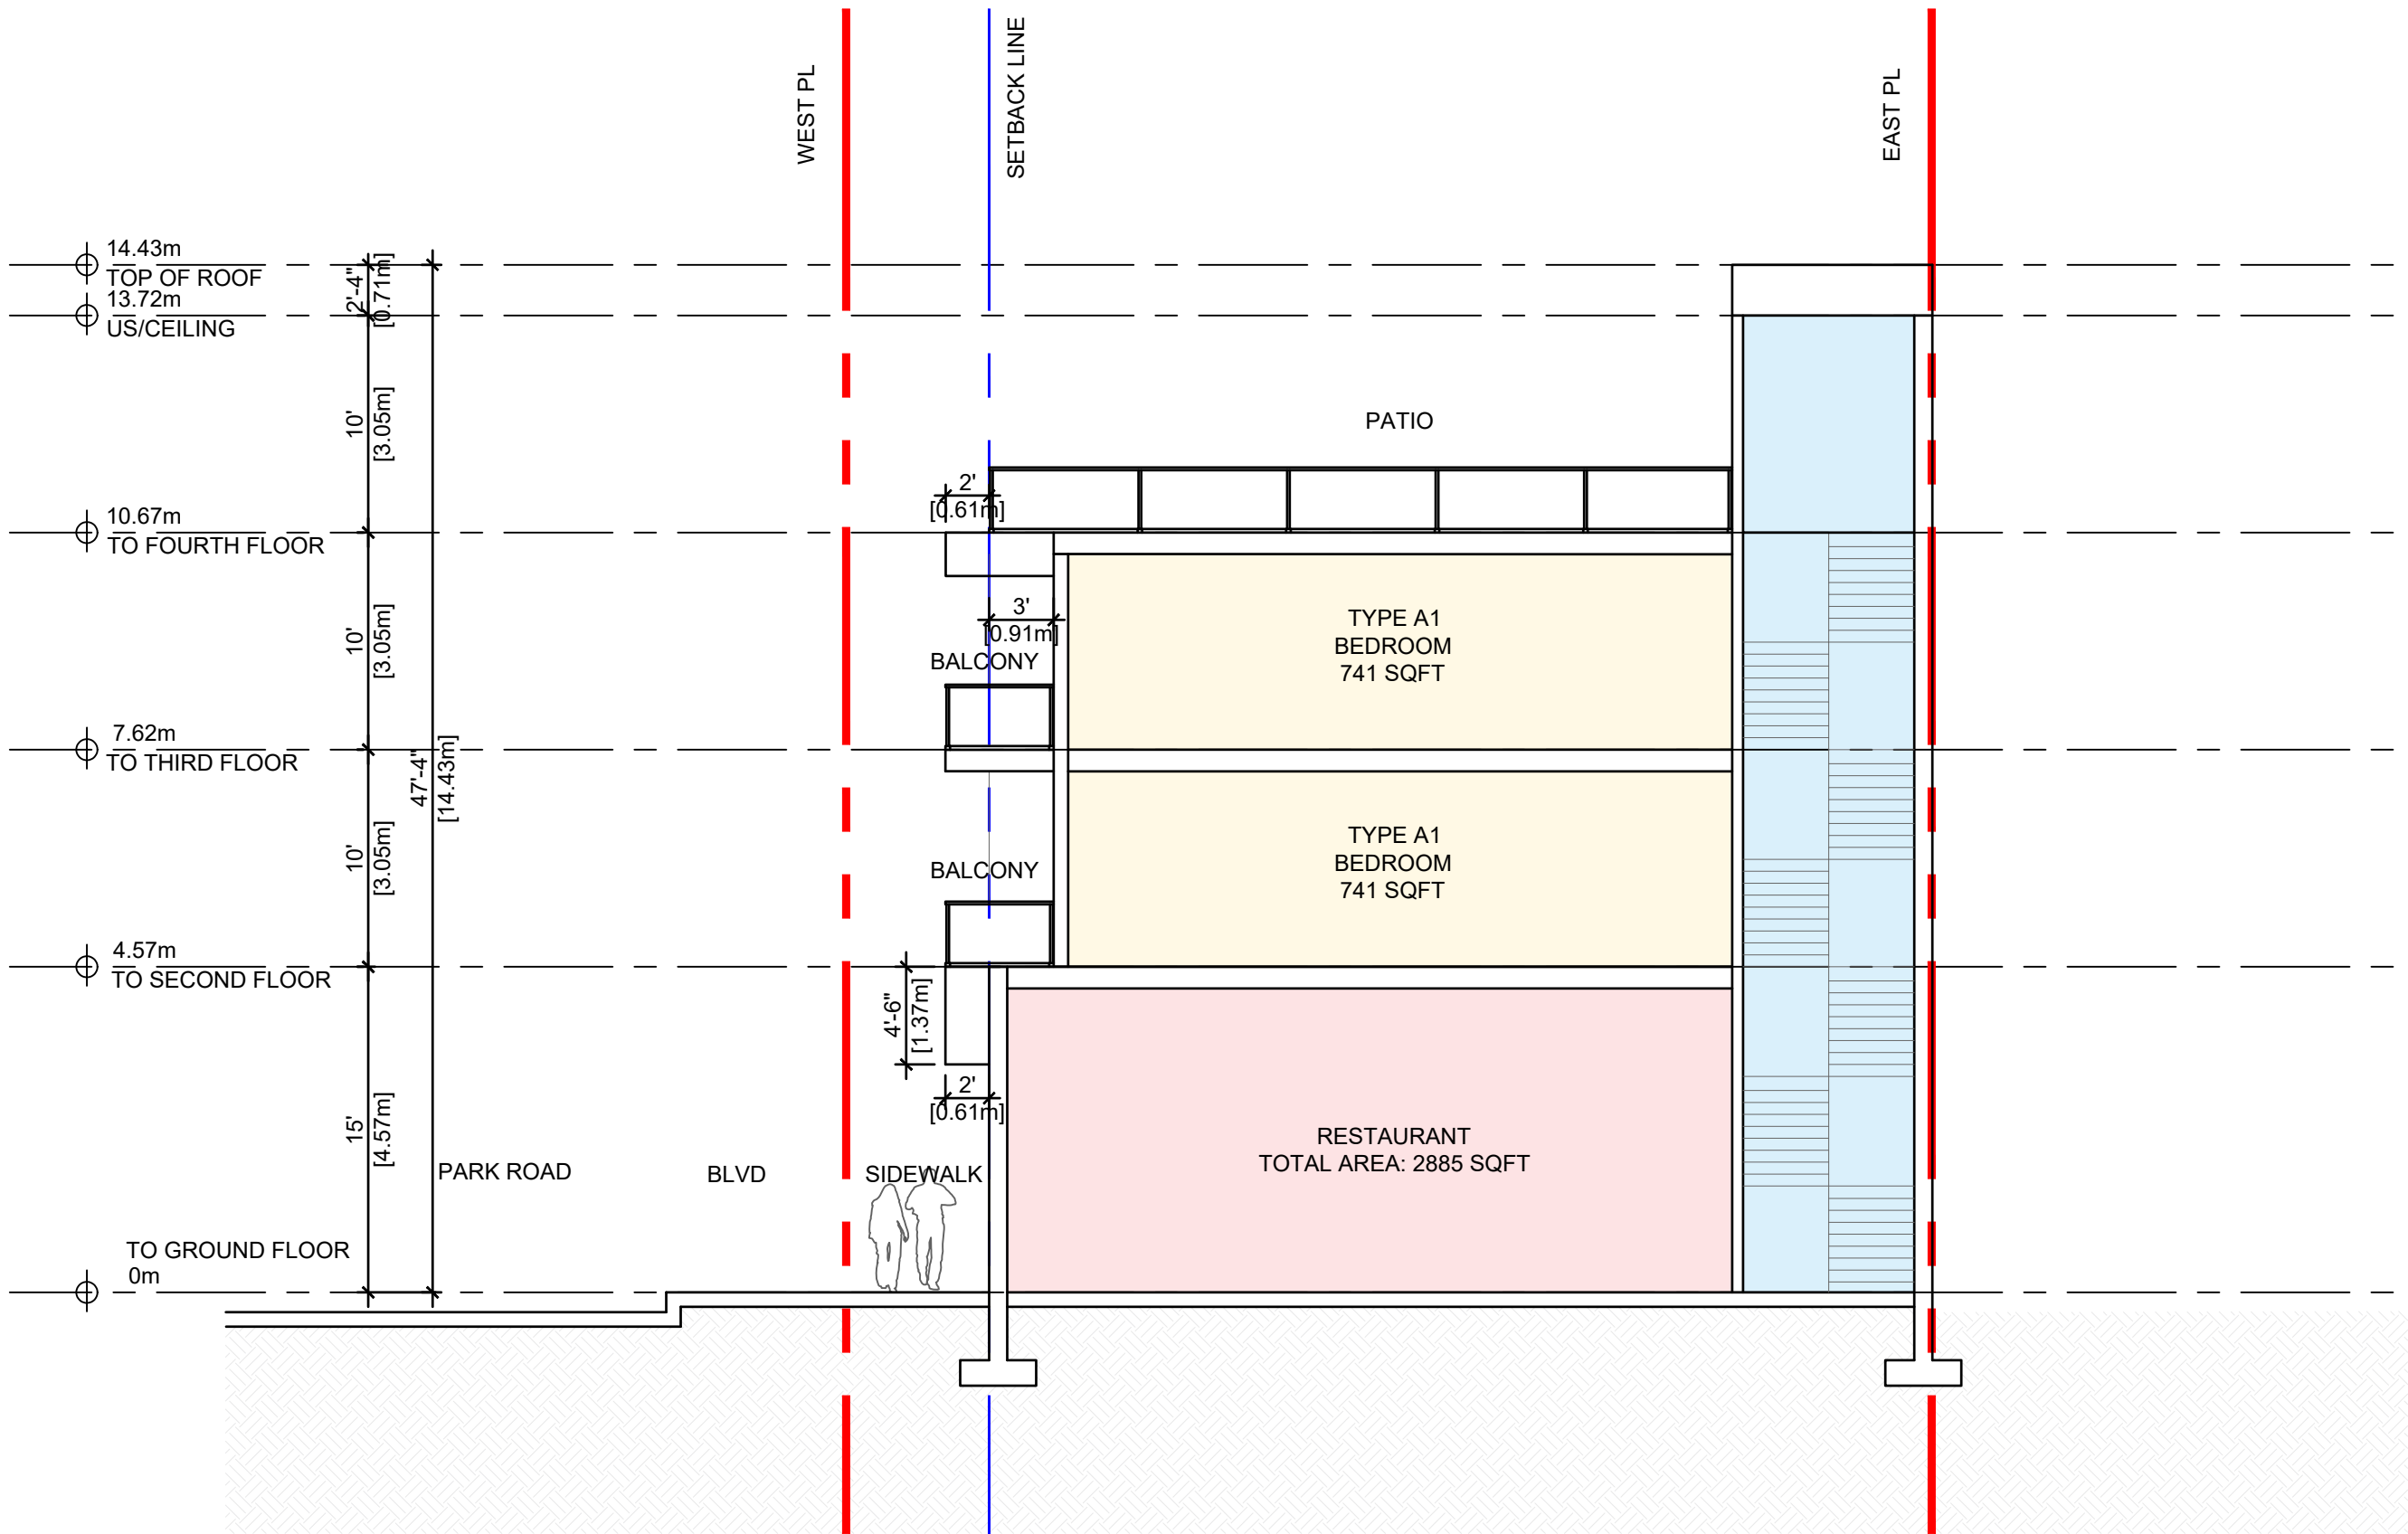 WEST PL
SETBACK LINE
EAST PL
14.43m
TOP OF ROOF
13.72m
US/CEILING
2'-4"
[0.71m]
10'
[3.05m]
PATIO
2'
[0.61m]
10.67m
TO FOURTH FLOOR
3'
[0.91m]
BALCONY
TYPE A1
BEDROOM
741 SQFT
10'
[3.05m]
7.62m
TO THIRD FLOOR
47'-4"
[14.43m]
10'
[3.05m]
BALCONY
TYPE A1
BEDROOM
741 SQFT
4.57m
TO SECOND FLOOR
4'-6"
[1.37m]
2'
[0.61m]
15'
[4.57m]
PARK ROAD
BLVD
SIDEWALK
RESTAURANT
TOTAL AREA: 2885 SQFT
TO GROUND FLOOR
0m